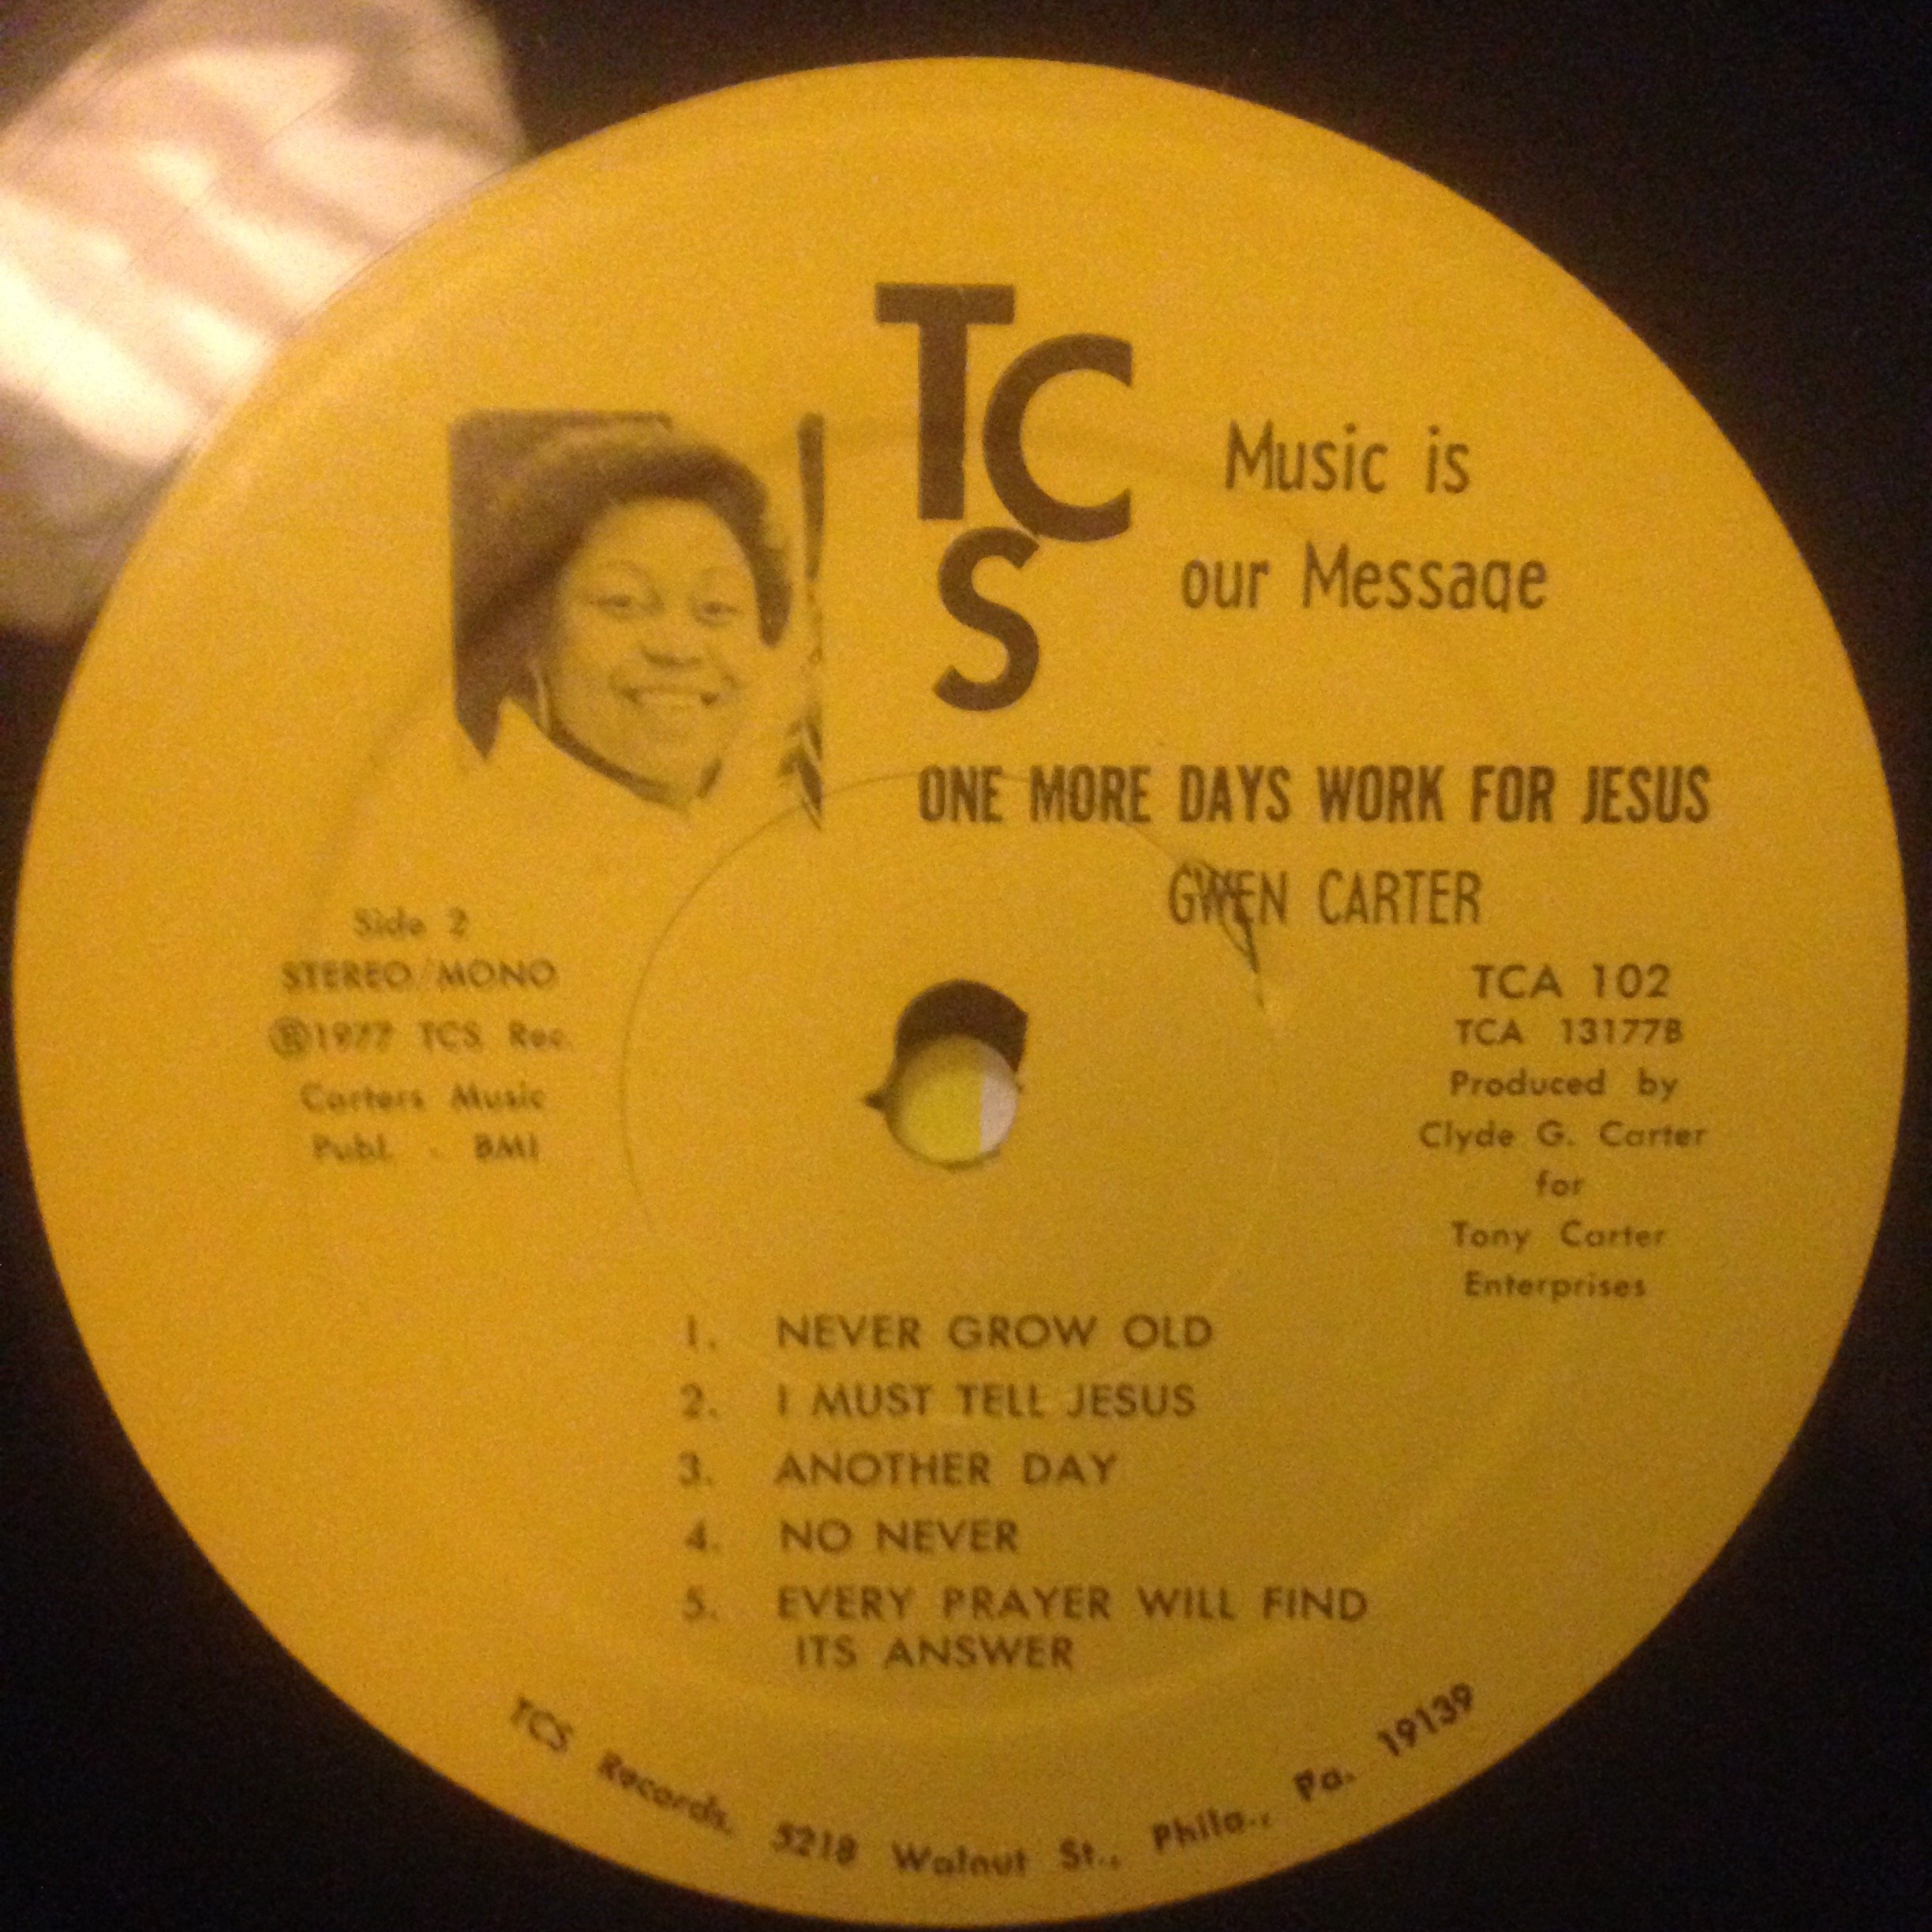 TCS
Music is
our Message
ONE MORE DAYS WORK FOR JESUS
GWEN CARTER
Side 2
STEREO/MONO
Ⓡ1977 TCS Rec.
Carters Music
Publ. - BMI
TCA 102
TCA 13177B
Produced by
Clyde G. Carter
for
Tony Carter
Enterprises
1. NEVER GROW OLD
2. I MUST TELL JESUS
3. ANOTHER DAY
4. NO NEVER
5. EVERY PRAYER WILL FIND
ITS ANSWER
TCS Records, 5218 Walnut St., Phila., Pa. 19139